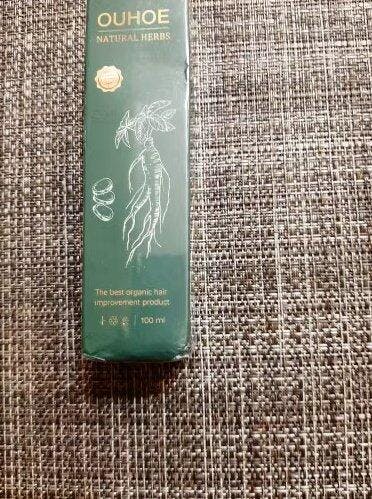 OUHOE
NATURAL HERBS
The best organic hair
improvement product
100 ml